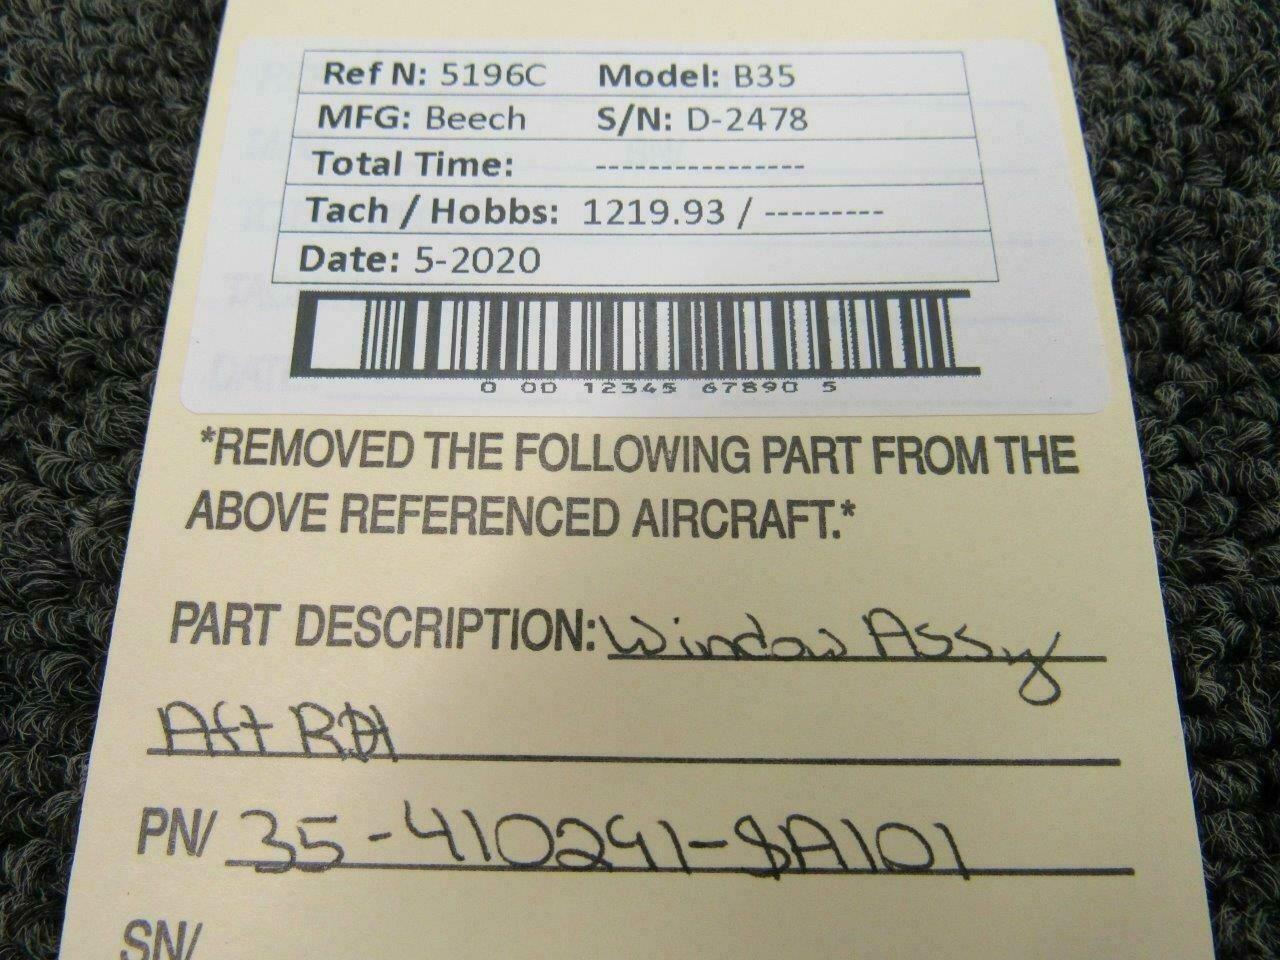 Ref N: 5196C Model: B35
MFG: Beech S/N: D-2478
Total Time: ---------------
Tach / Hobbs: 1219.93 / ---------
Date: 5-2020
0 00 12345 67890 5
*REMOVED THE FOLLOWING PART FROM THE
ABOVE REFERENCED AIRCRAFT.*
PART DESCRIPTION: Window Assy
Aft RH
PN/ 35-410291-SA101
SN/